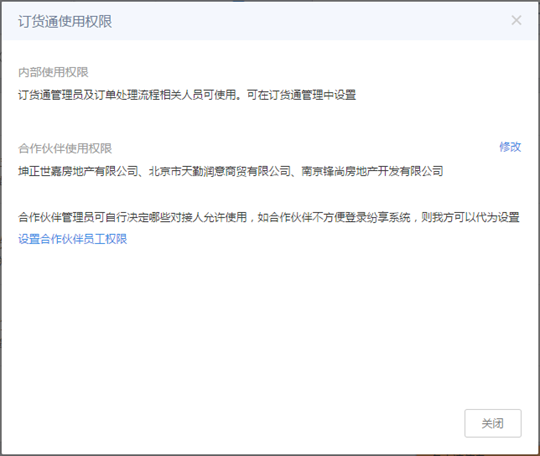 订货通使用权限
内部使用权限
订货通管理员及订单处理流程相关人员可使用。可在订货通管理中设置
合作伙伴使用权限
修改
坤正世嘉房地产有限公司、北京市天勤润意商贸有限公司、南京锋尚房地产开发有限公司
合作伙伴管理员可自行决定哪些对接人允许使用，如合作伙伴不方便登录纷享系统，则我方可以代为设置
设置合作伙伴员工权限
关闭